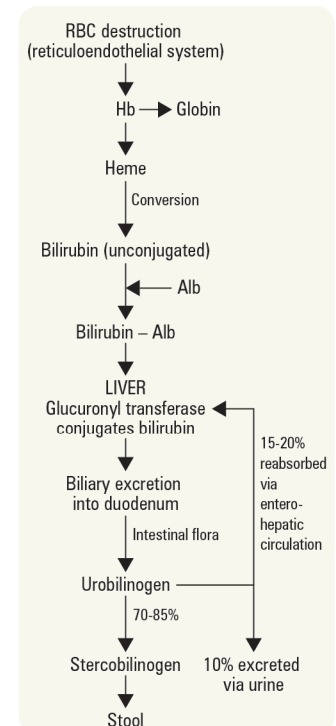 RBC destruction
(reticuloendothelial system)
Hb
Globin
Heme
Conversion
Bilirubin (unconjugated)
Alb
Bilirubin – Alb
LIVER
Glucuronyl transferase
conjugates bilirubin
15-20%
reabsorbed
via
entero-
hepatic
circulation
Biliary excretion
into duodenum
Intestinal flora
Urobilinogen
70-85%
Stercobilinogen
10% excreted
via urine
Stool